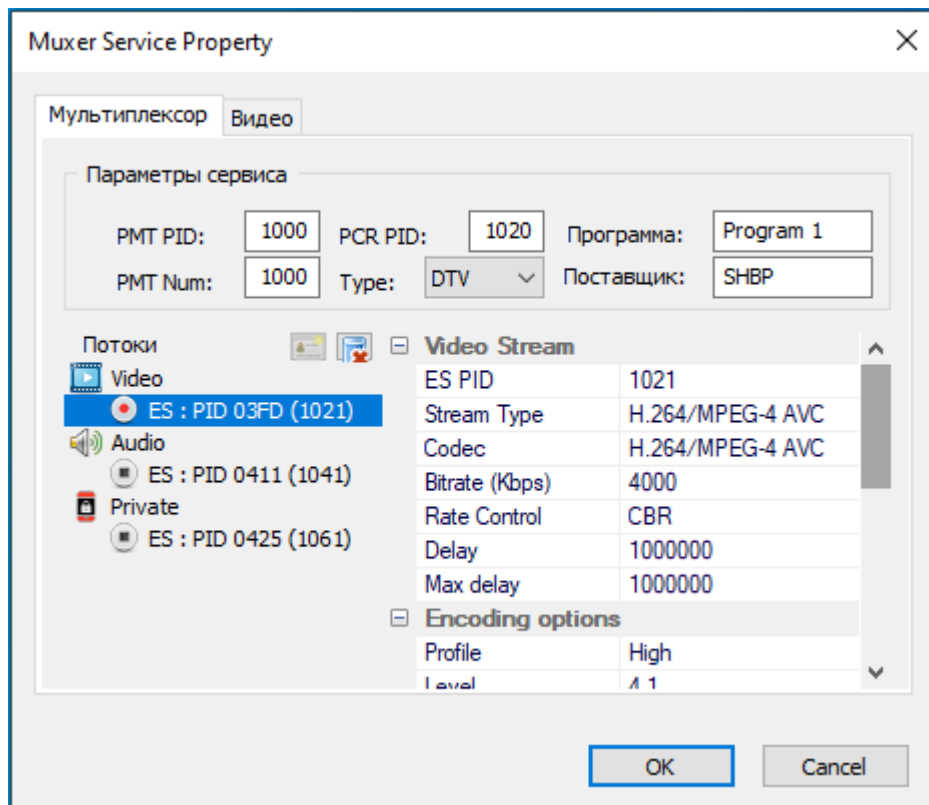 Muxer Service Property
Мультиплексор Видео
Параметры сервиса
PMT PID: 1000 PCR PID: 1020 Программа: Program 1
PMT Num: 1000 Type: DTV Поставщик: SHBP
Потоки
Video
ES : PID 03FD (1021)
Audio
ES : PID 0411 (1041)
Private
ES : PID 0425 (1061)
Video Stream
ES PID 1021
Stream Type H.264/MPEG-4 AVC
Codec H.264/MPEG-4 AVC
Bitrate (Kbps) 4000
Rate Control CBR
Delay 1000000
Max delay 1000000
Encoding options
Profile High
Level 4.1
OK Cancel